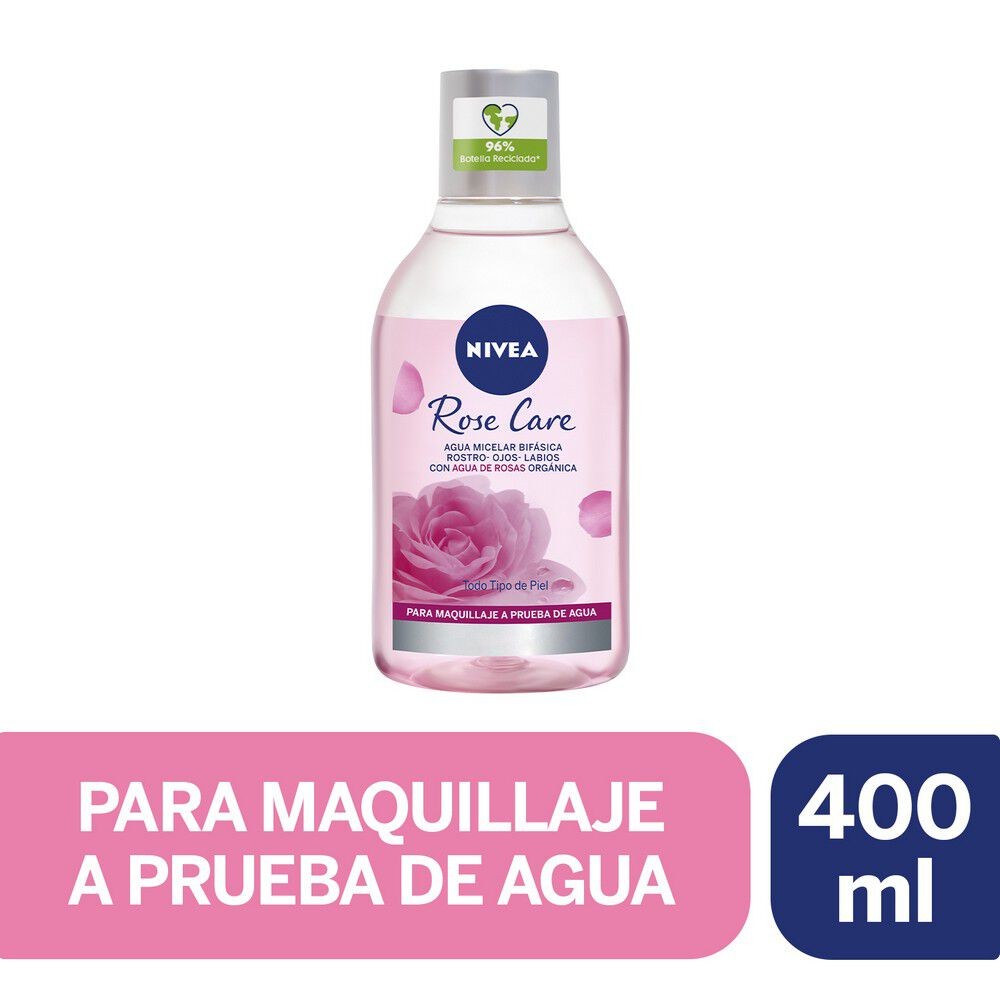 96%
Botella Reciclada*
NIVEA
Rose Care
AGUA MICELAR BIFÁSICA
ROSTRO- OJOS- LABIOS
CON AGUA DE ROSAS ORGÁNICA
Todo Tipo de Piel
PARA MAQUILLAJE A PRUEBA DE AGUA
PARA MAQUILLAJE
A PRUEBA DE AGUA
400
ml